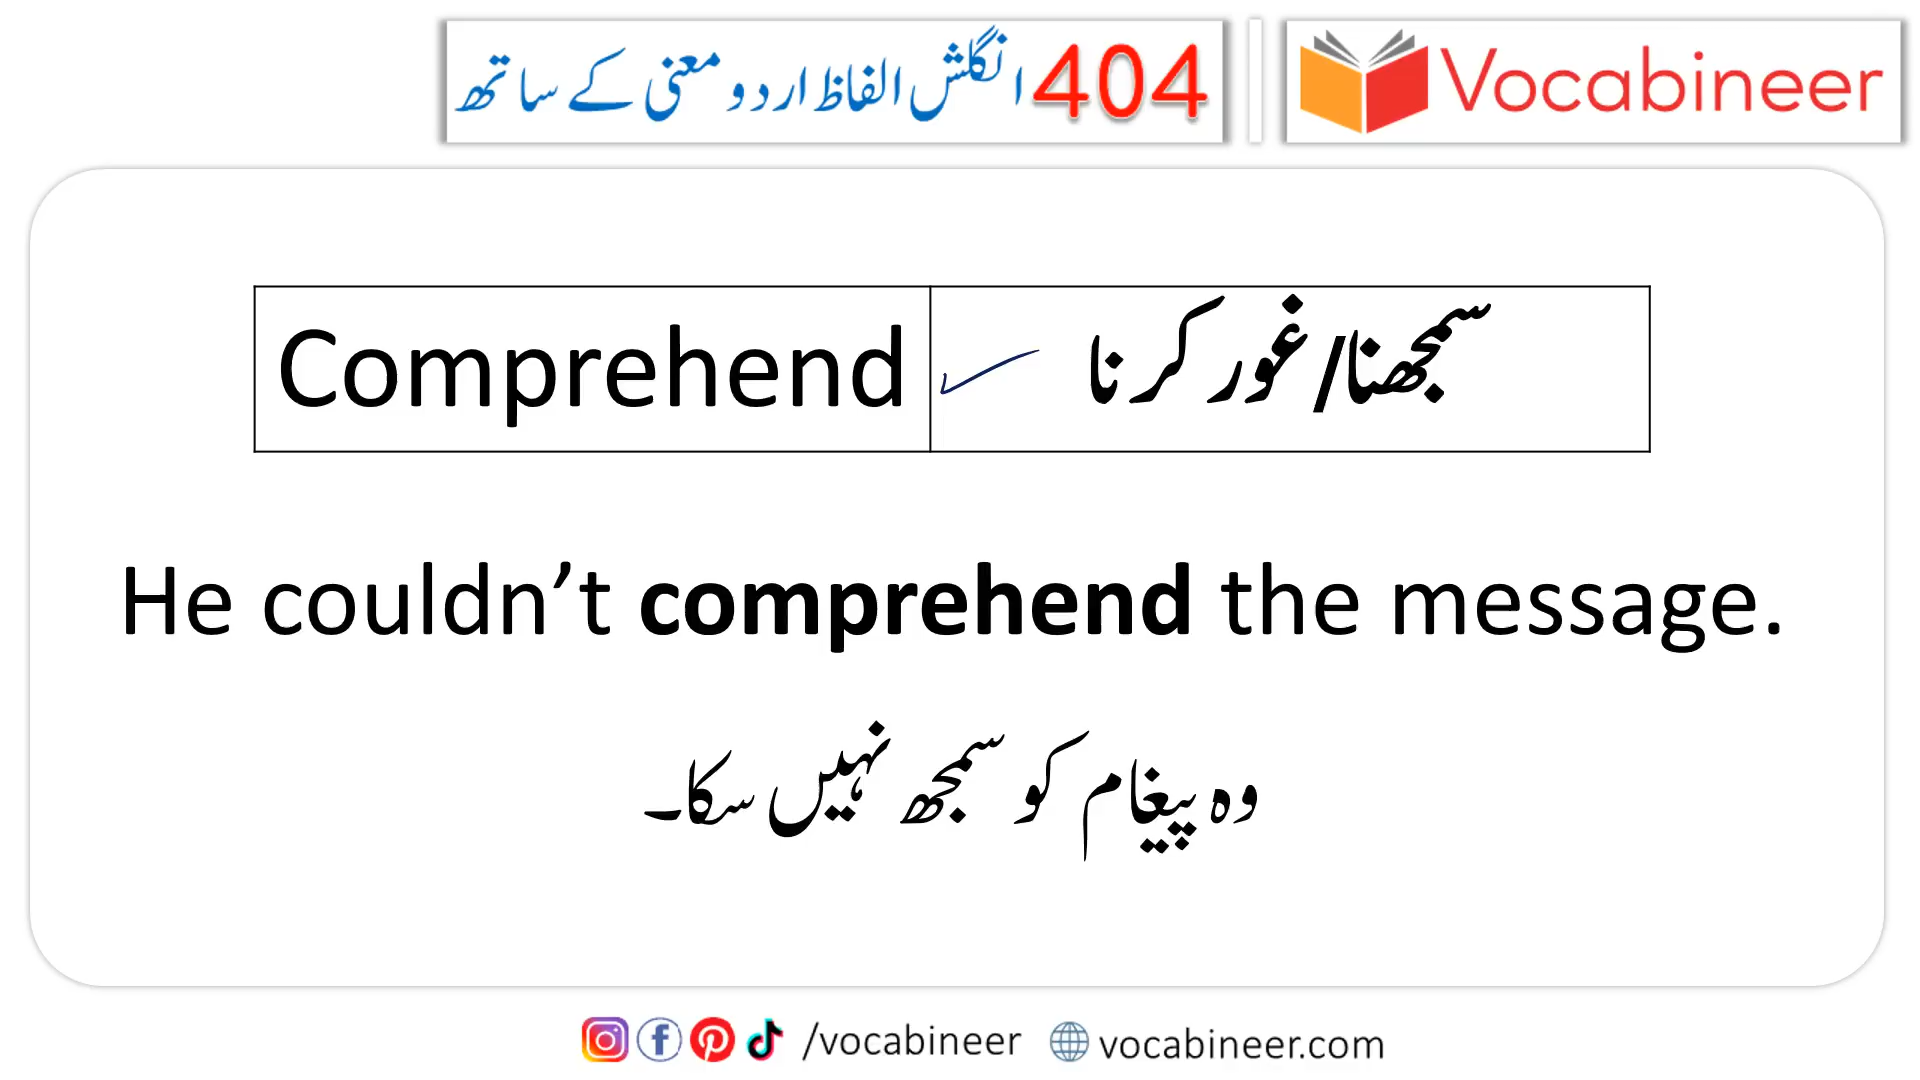 404 انگلش الفاظ اردو معنی کے ساتھ
Vocabineer
Comprehend
سمجھنا/غور کرنا
He couldn’t comprehend the message.
وہ پیغام کو سمجھ نہیں سکا۔
/vocabineer
vocabineer.com